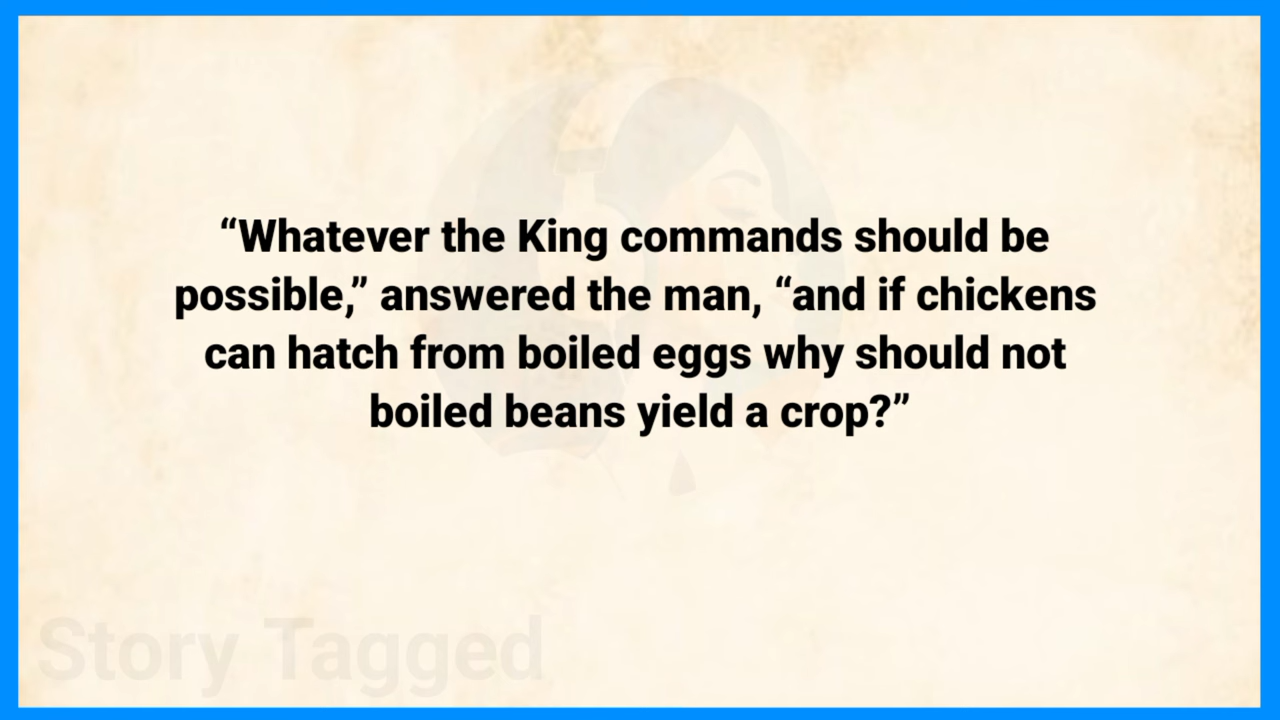 “Whatever the King commands should be
possible,” answered the man, “and if chickens
can hatch from boiled eggs why should not
boiled beans yield a crop?”
Story Tagged